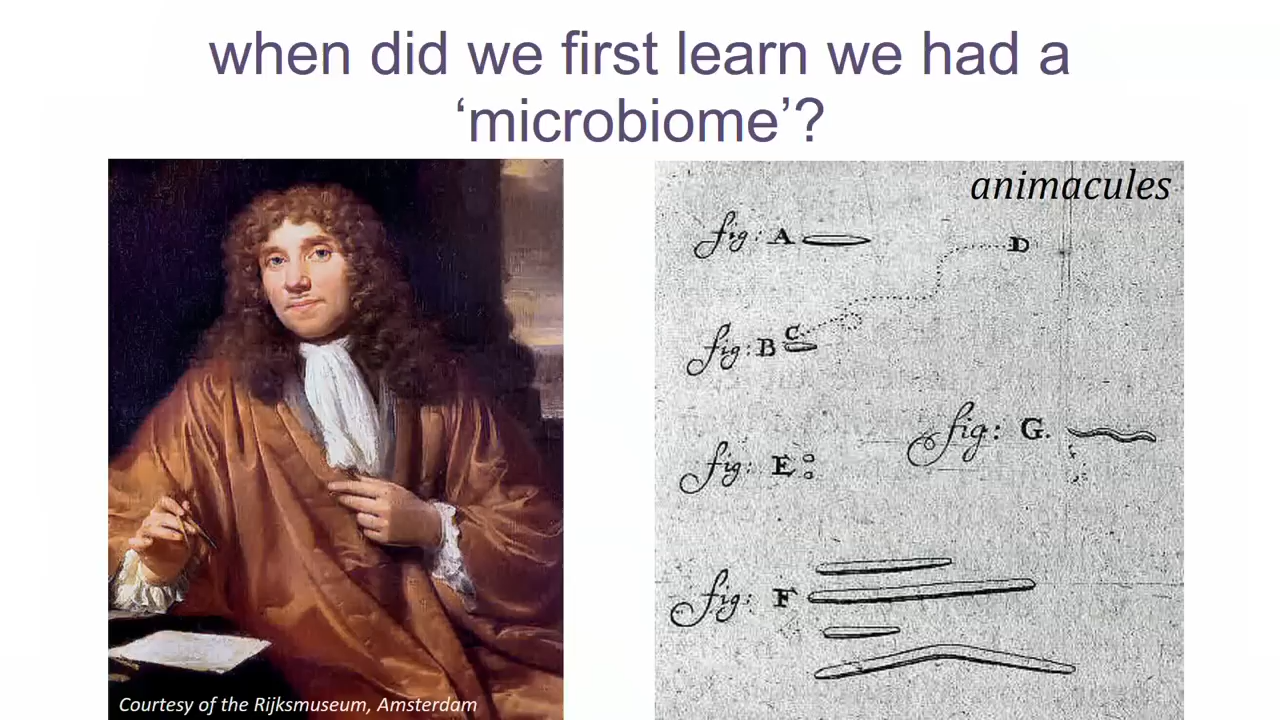 when did we first learn we had a
‘microbiome’?
animacules
fig: A
D
fig: B C
fig: G.
fig: E
fig: F
Courtesy of the Rijksmuseum, Amsterdam